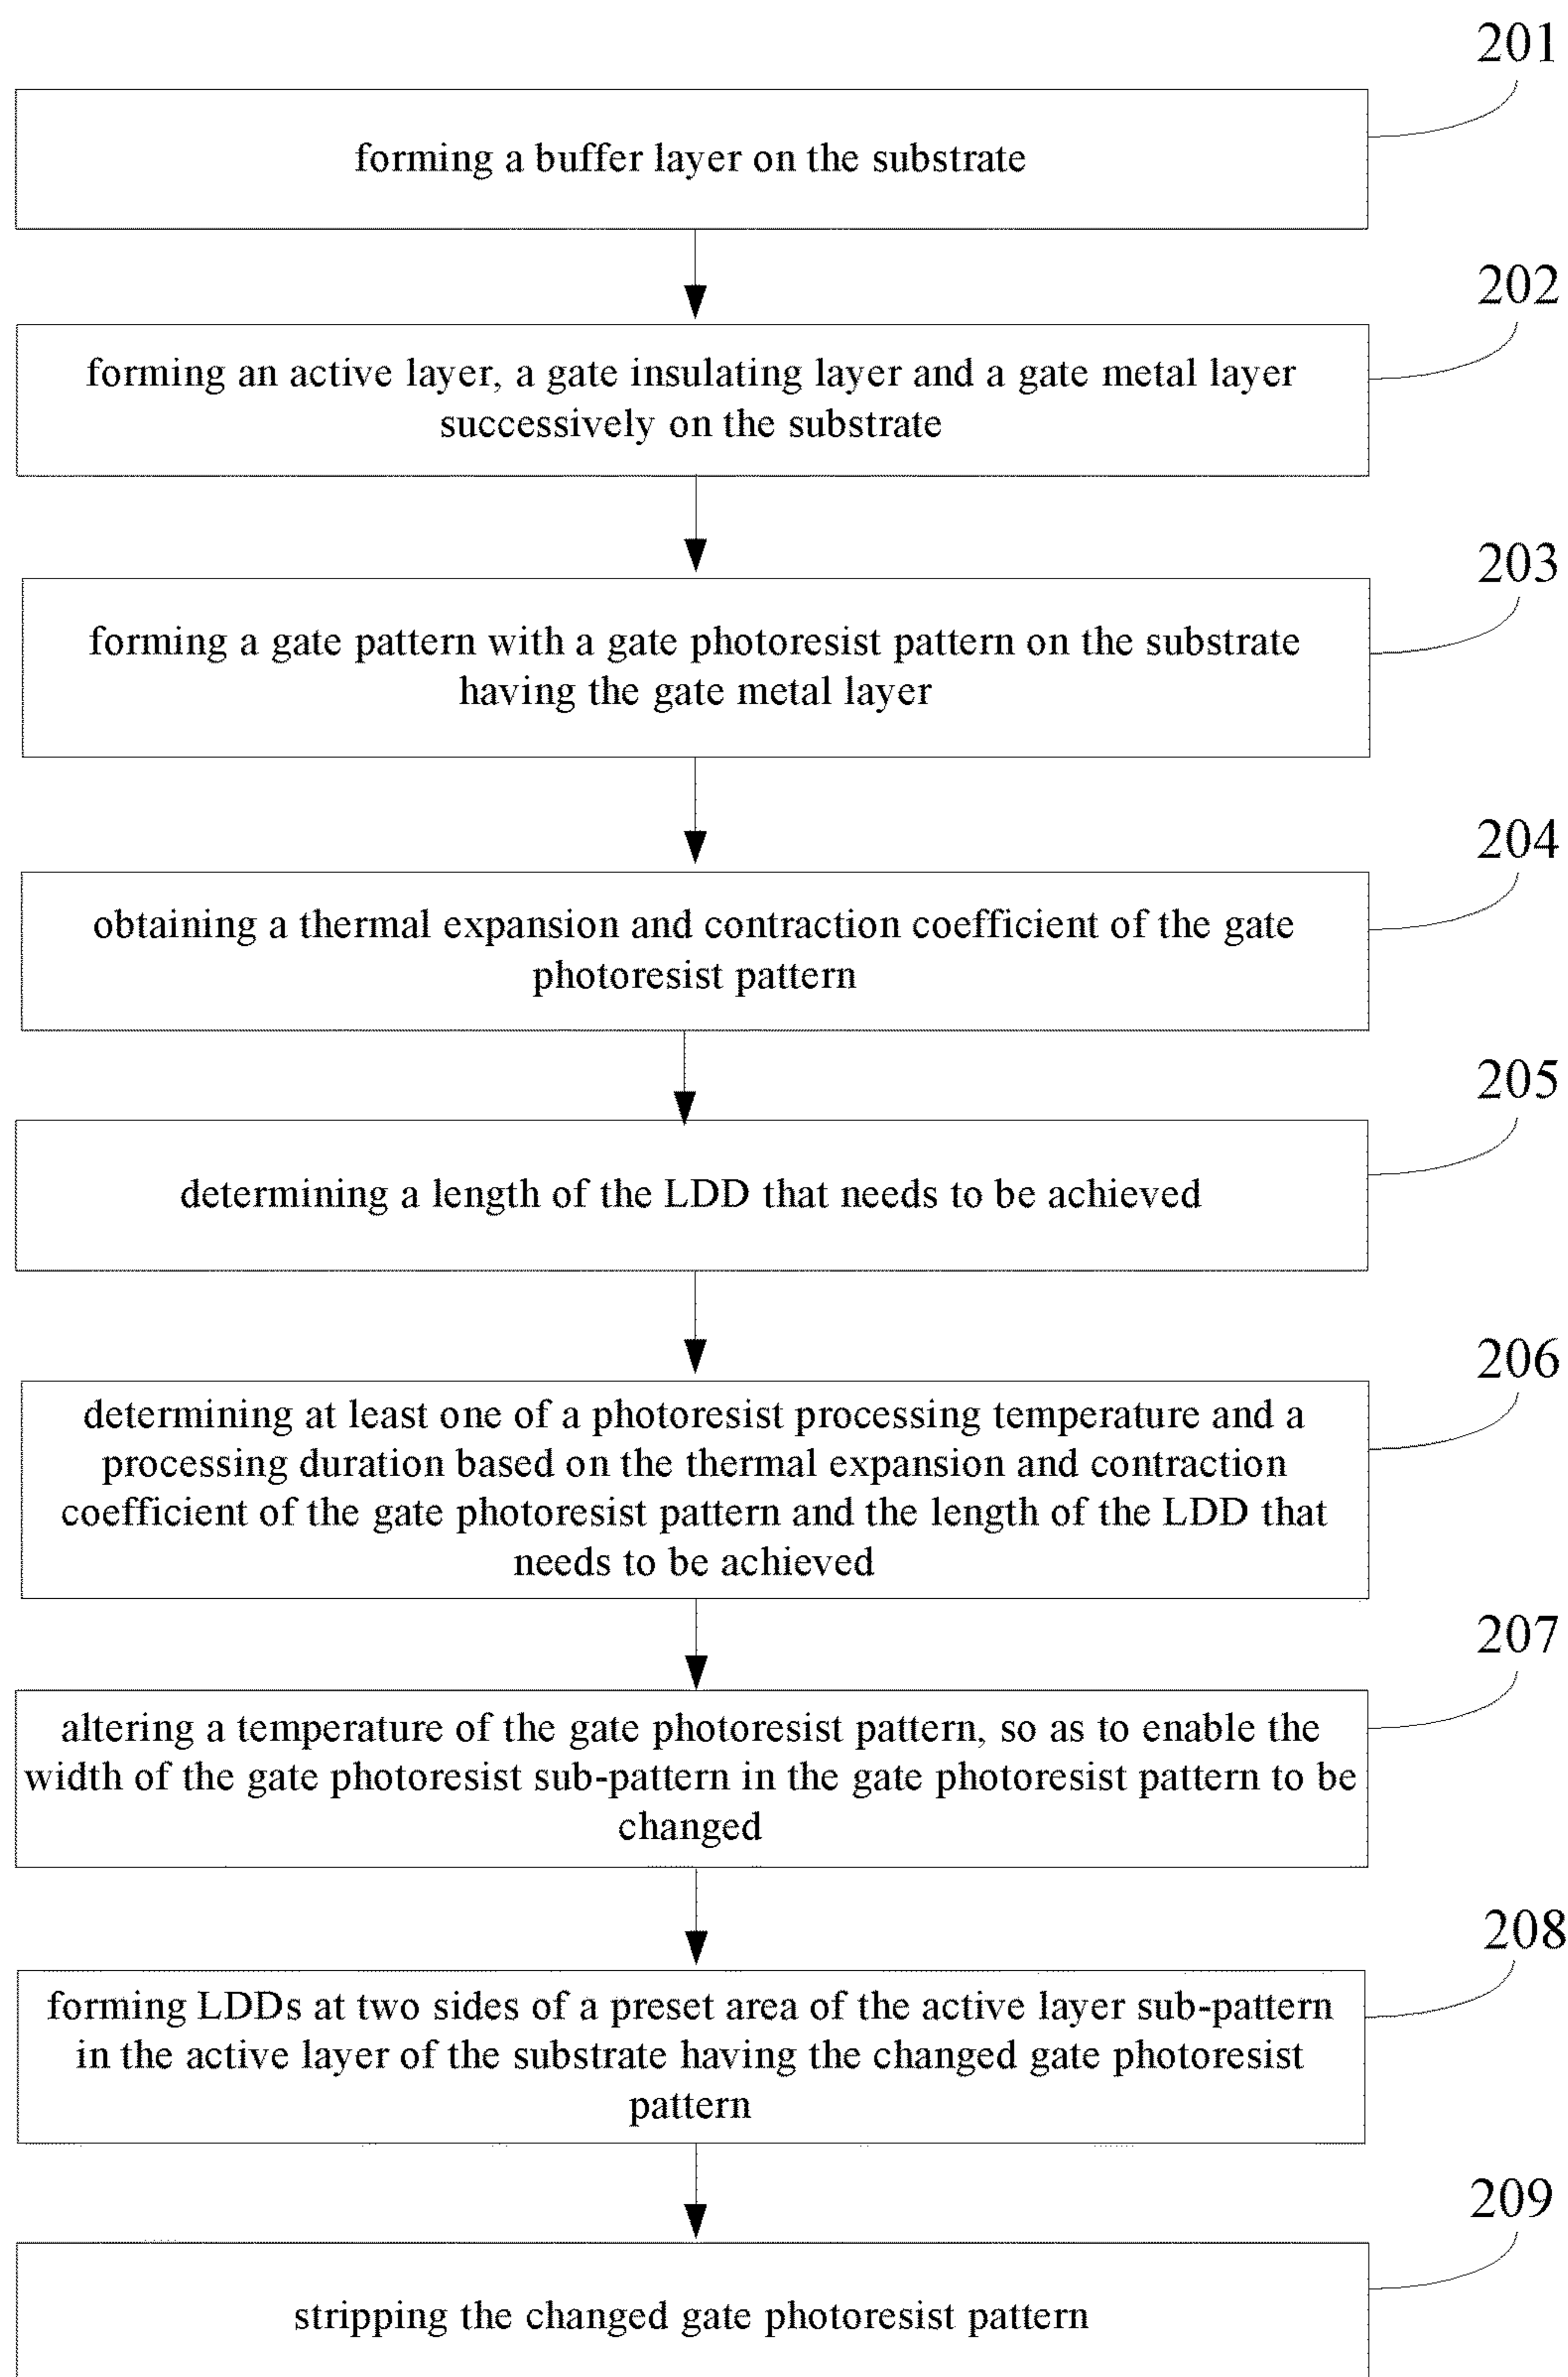 201
forming a buffer layer on the substrate
202
forming an active layer, a gate insulating layer and a gate metal layer
successively on the substrate
203
forming a gate pattern with a gate photoresist pattern on the substrate
having the gate metal layer
204
obtaining a thermal expansion and contraction coefficient of the gate
photoresist pattern
205
determining a length of the LDD that needs to be achieved
206
determining at least one of a photoresist processing temperature and a
processing duration based on the thermal expansion and contraction
coefficient of the gate photoresist pattern and the length of the LDD that
needs to be achieved
207
altering a temperature of the gate photoresist pattern, so as to enable the
width of the gate photoresist sub-pattern in the gate photoresist pattern to be
changed
208
forming LDDs at two sides of a preset area of the active layer sub-pattern
in the active layer of the substrate having the changed gate photoresist
pattern
209
stripping the changed gate photoresist pattern